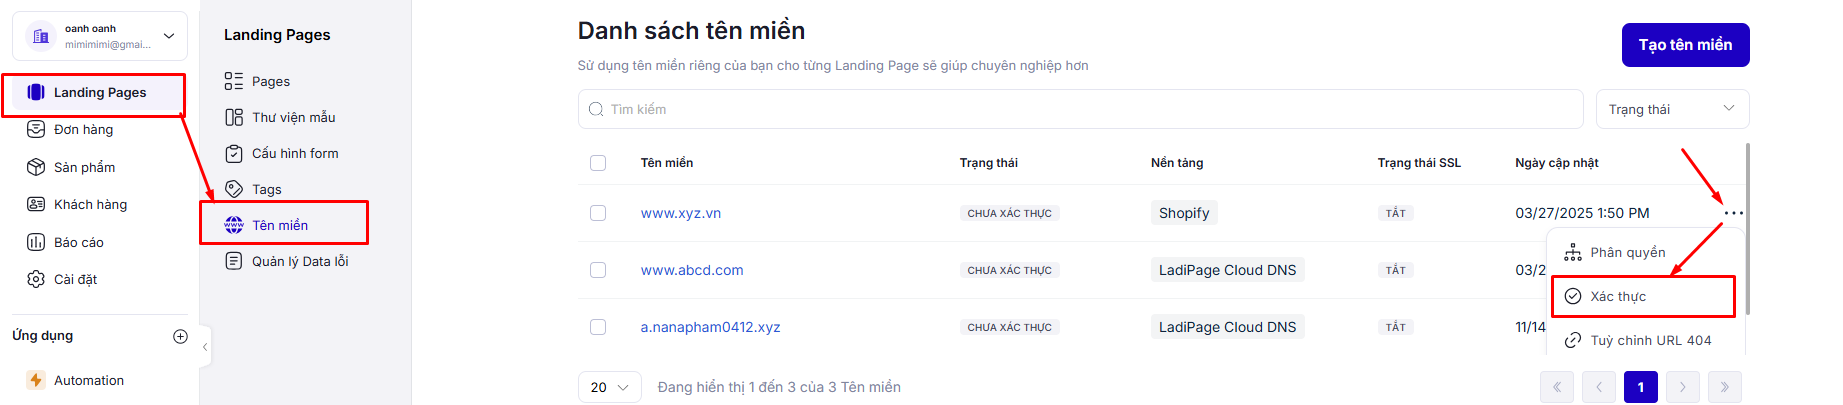 oanh oanh
mimimimi@gmai...
Landing Pages
Đơn hàng
Sản phẩm
Khách hàng
Báo cáo
Cài đặt
Ứng dụng
Automation
Landing Pages
Pages
Thư viện mẫu
Cấu hình form
Tags
Tên miền
Quản lý Data lỗi
Danh sách tên miền
Sử dụng tên miền riêng của bạn cho từng Landing Page sẽ giúp chuyên nghiệp hơn
Tạo tên miền
Tìm kiếm
Trạng thái
Tên miền Trạng thái Nền tảng Trạng thái SSL Ngày cập nhật
www.xyz.vn CHƯA XÁC THỰC Shopify TẮT 03/27/2025 1:50 PM
www.abcd.com CHƯA XÁC THỰC LadiPage Cloud DNS TẮT 03/2
a.nanapham0412.xyz CHƯA XÁC THỰC LadiPage Cloud DNS TẮT 11/14
Phân quyền
Xác thực
Tuỳ chỉnh URL 404
20 Đang hiển thị 1 đến 3 của 3 Tên miền
1